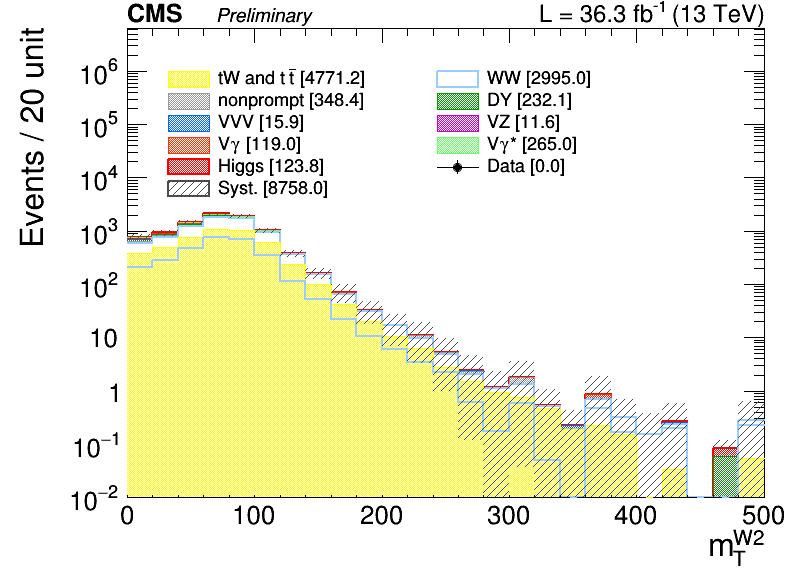 CMS Preliminary L = 36.3 fb⁻¹ (13 TeV)
Events / 20 unit
tW and tt̅ [4771.2]
nonprompt [348.4]
VVV [15.9]
Vγ [119.0]
Higgs [123.8]
Syst. [8758.0]
WW [2995.0]
DY [232.1]
VZ [11.6]
Vγ* [265.0]
Data [0.0]
10⁶
10⁵
10⁴
10³
10²
10
1
10⁻¹
10⁻²
0 100 200 300 400 500
m_T^W2